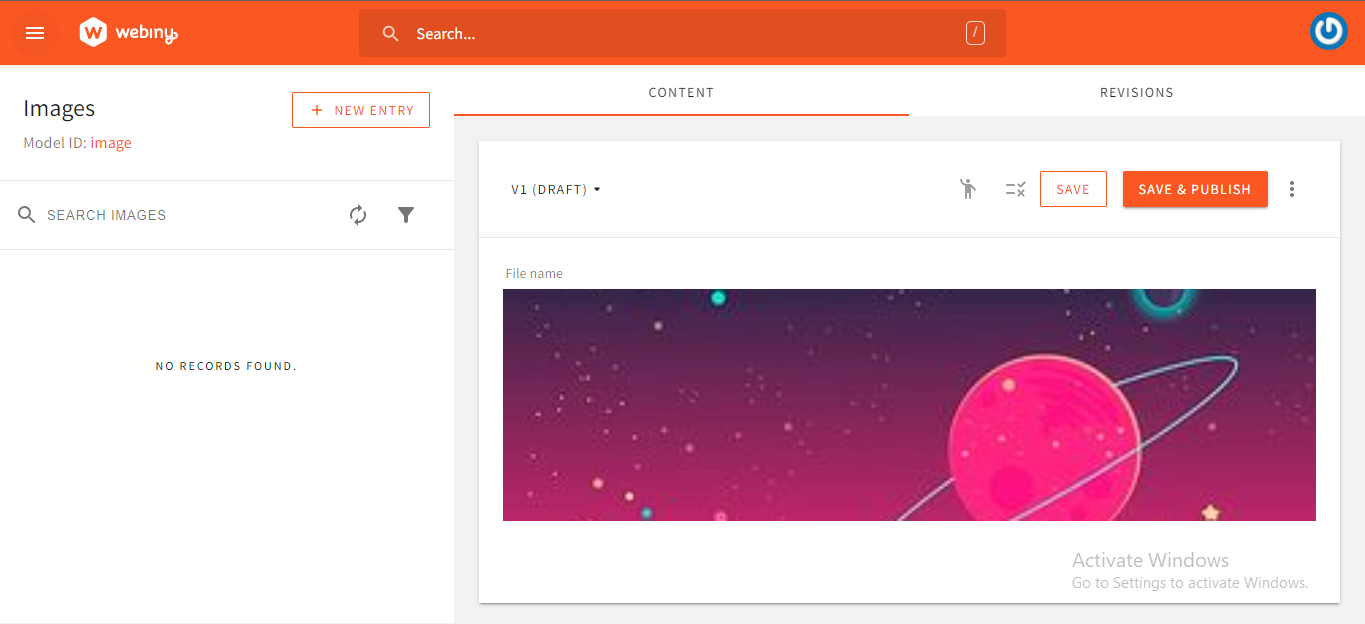 webiny
Search...
/
Images
NEW ENTRY
Model ID: image
SEARCH IMAGES
NO RECORDS FOUND.
CONTENT
REVISIONS
V1 (DRAFT)
SAVE
SAVE & PUBLISH
File name
Activate Windows
Go to Settings to activate Windows.